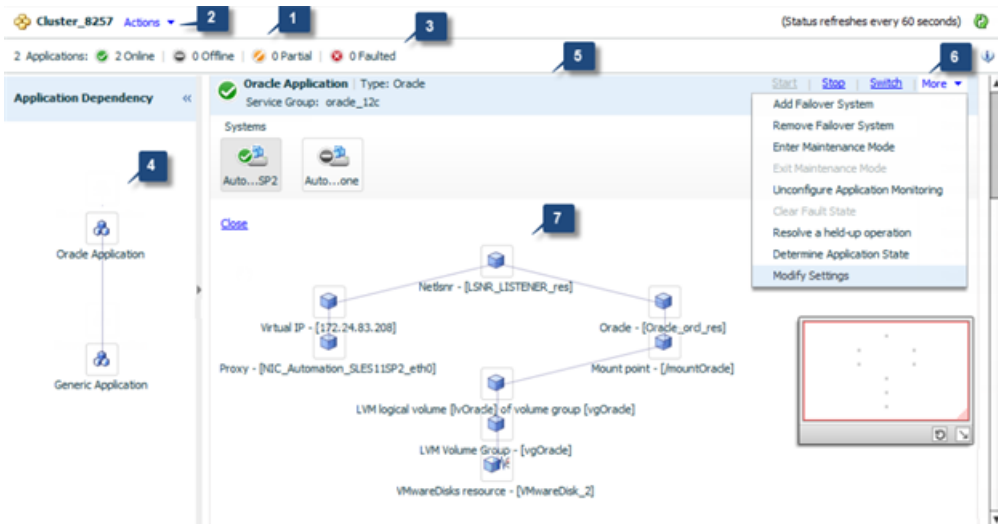 Cluster_8257 Actions 2 1 3 (Status refreshes every 60 seconds)
2 Applications: 2 Online | 0 Offline | 0 Partial | 0 Faulted 5 6
Application Dependency «
Oracle Application | Type: Oracle Start | Stop | Switch | More
Service Group: oracle_12c
Add Failover System
Remove Failover System
Enter Maintenance Mode
Exit Maintenance Mode
Unconfigure Application Monitoring
Clear Fault State
Resolve a held-up operation
Determine Application State
Modify Settings
Systems
Auto...SP2 Auto...one
4
Oracle Application
Generic Application
Close
7
Netlsnr - [LSNR_LISTENER_res]
Virtual IP - [172.24.83.208] Oracle - [Oracle_ord_res]
Proxy - [NIC_Automation_SLES11SP2_eth0] Mount point - [/mountOracle]
LVM logical volume [lvOracle] of volume group [vgOracle]
LVM Volume Group - [vgOracle]
VMwareDisks resource - [VMwareDisk_2]